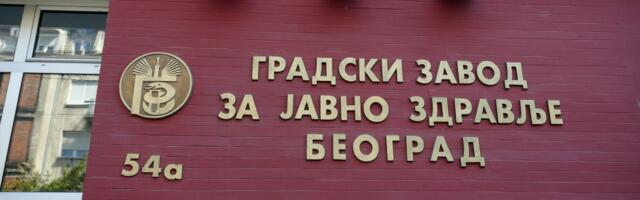 ГРАДСКИ ЗАВОД
ЗА ЈАВНО ЗДРАВЉЕ
БЕОГРАД
54а